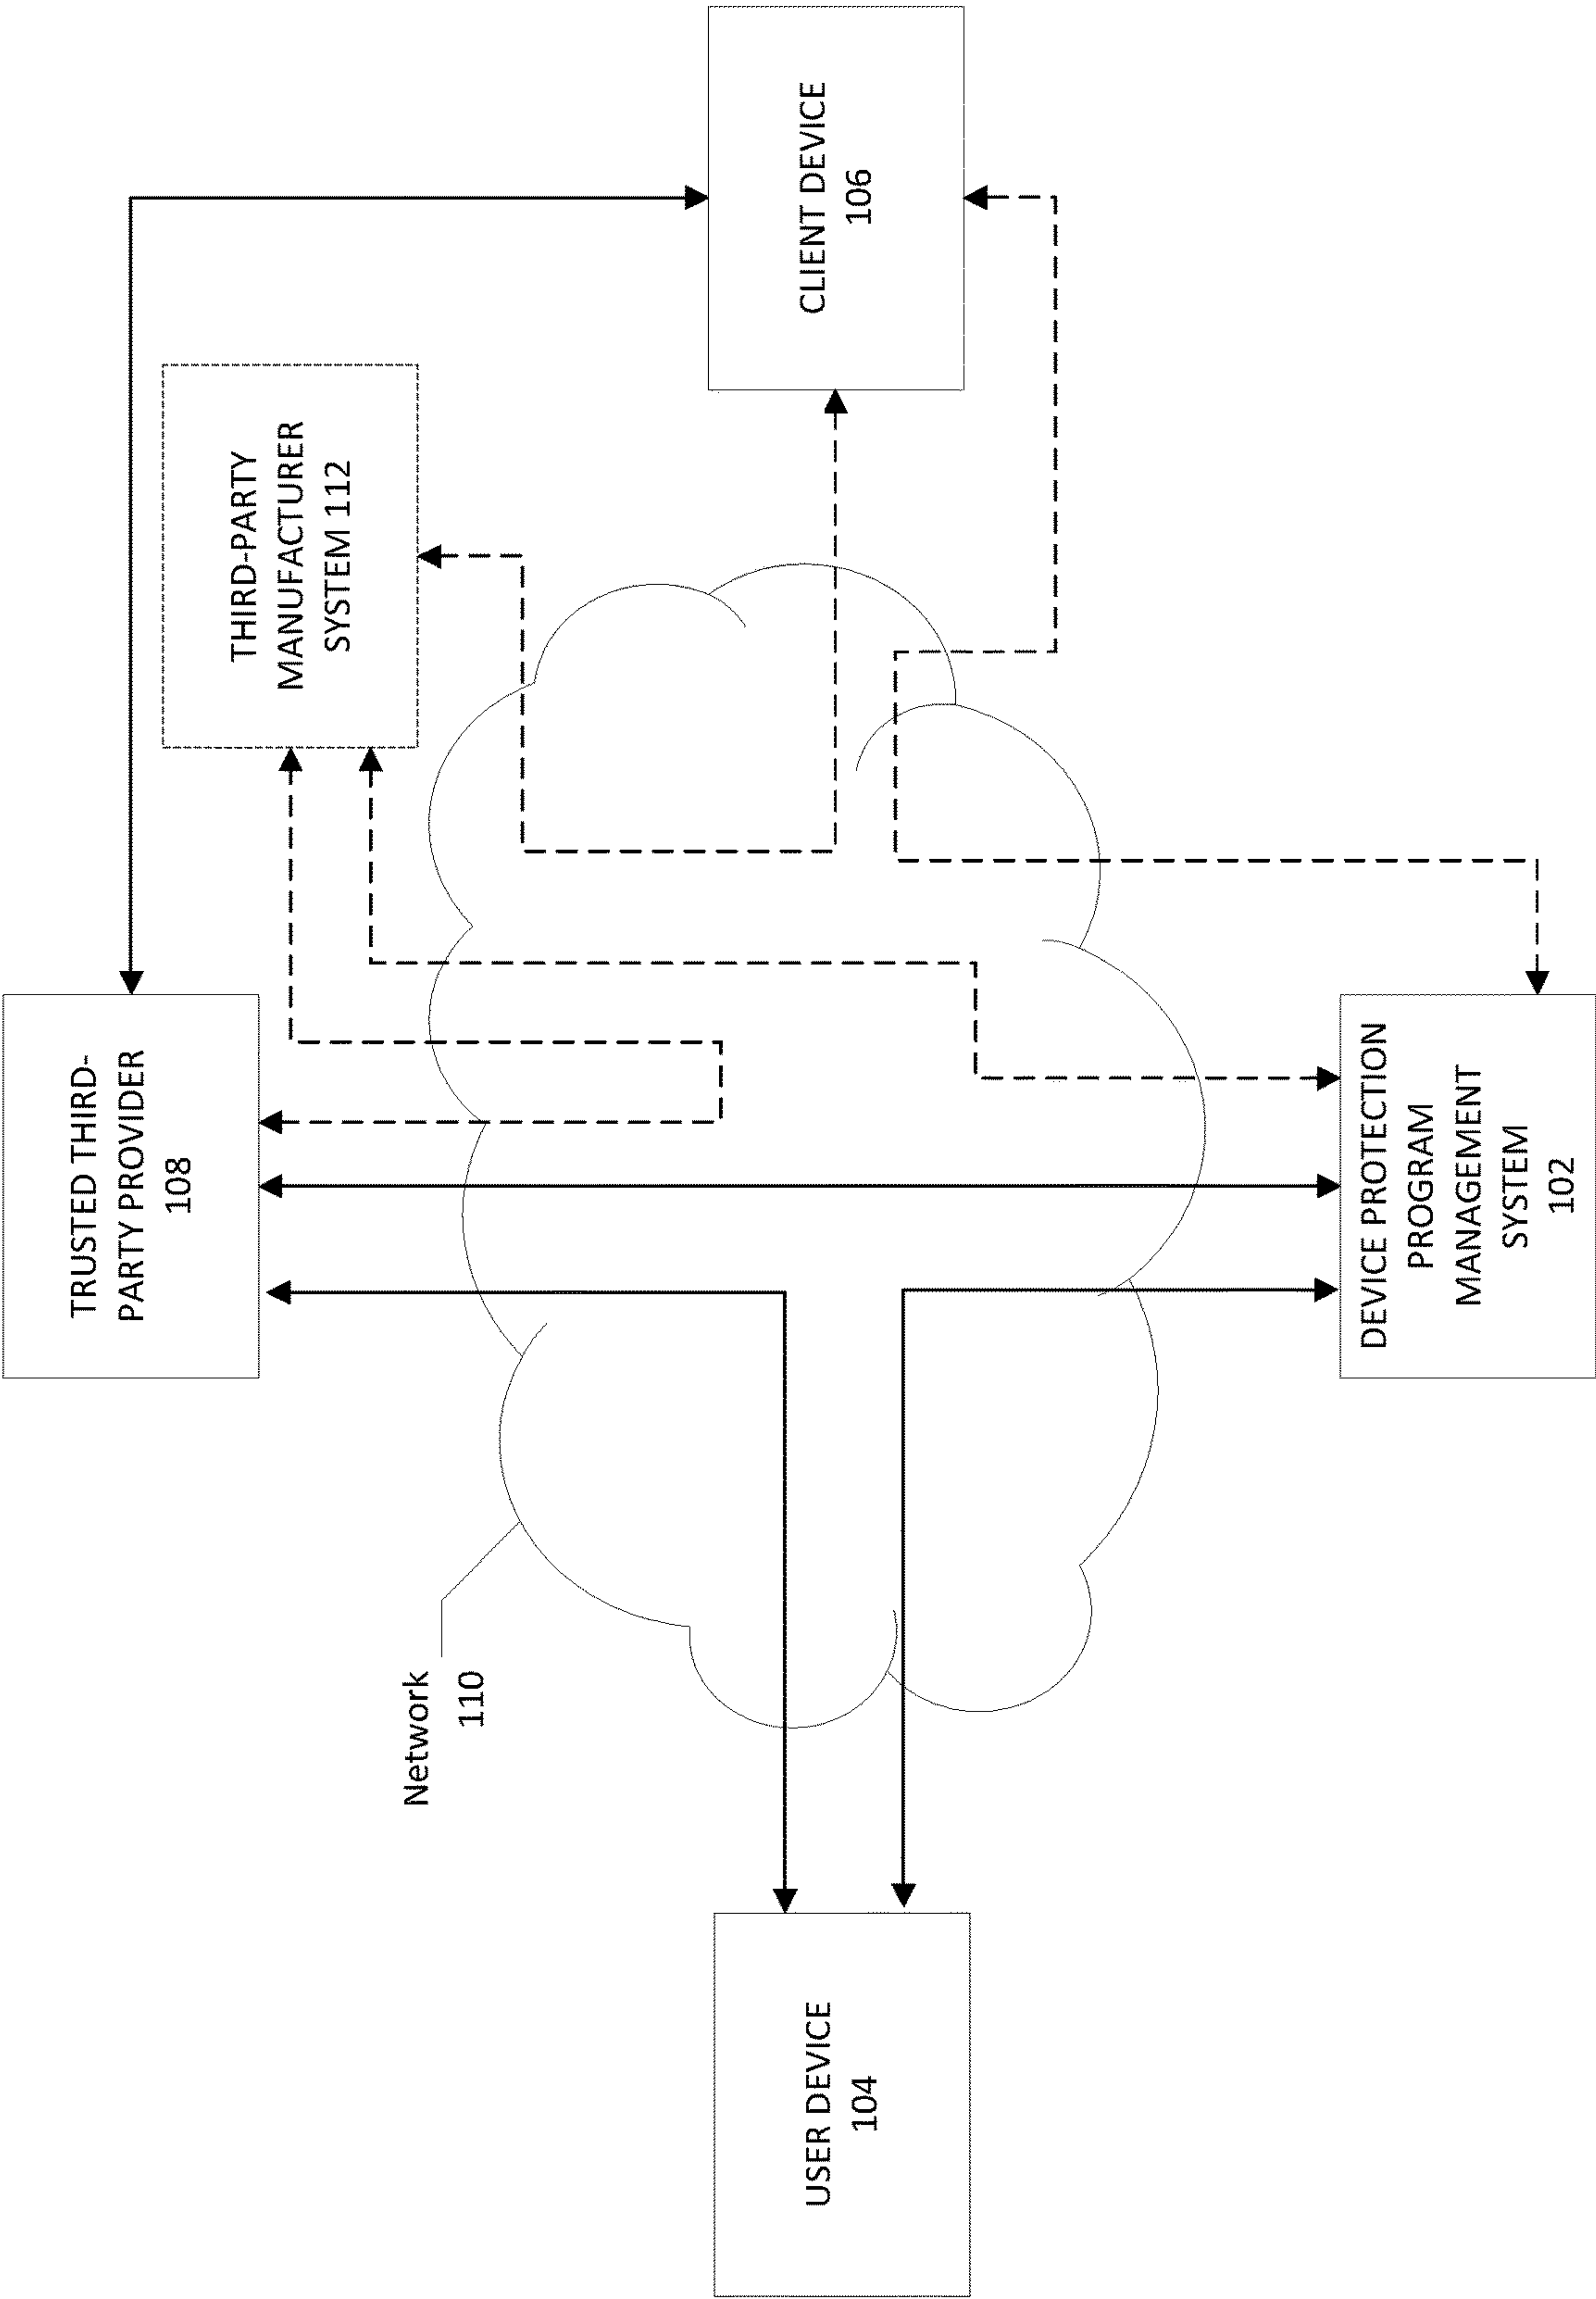 TRUSTED THIRD-
PARTY PROVIDER
108
THIRD-PARTY
MANUFACTURER
SYSTEM 112
Network
110
USER DEVICE
104
CLIENT DEVICE
106
DEVICE PROTECTION
PROGRAM
MANAGEMENT
SYSTEM
102